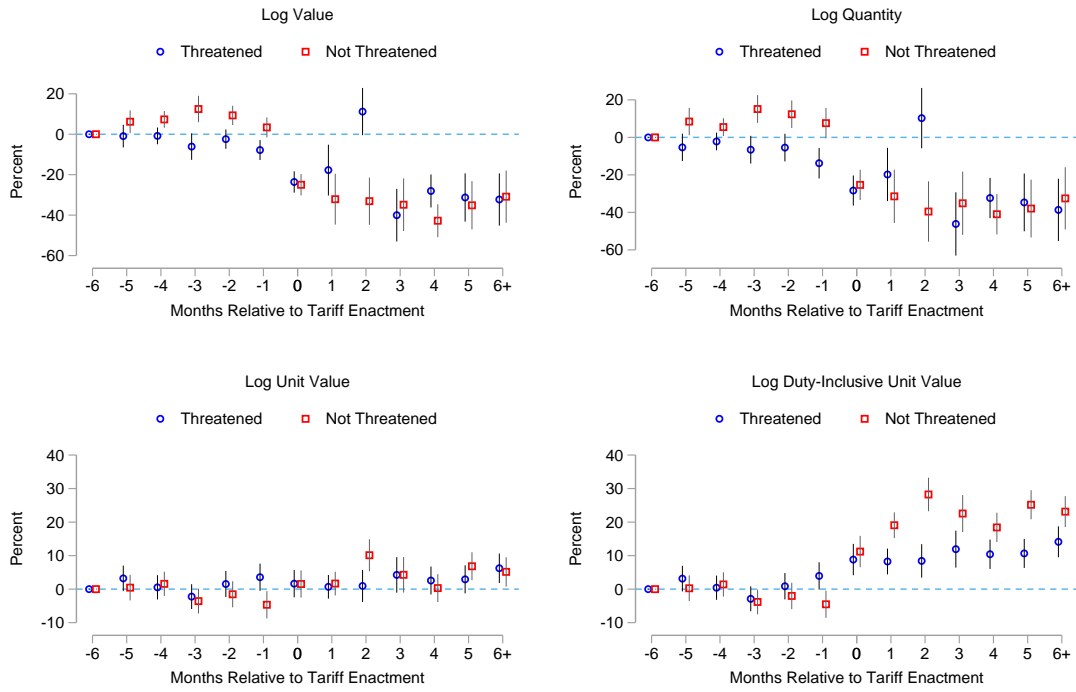 Log Value
Threatened Not Threatened
Percent
20
0
-20
-40
-60
-6 -5 -4 -3 -2 -1 0 1 2 3 4 5 6+
Months Relative to Tariff Enactment
Log Quantity
Threatened Not Threatened
Percent
20
0
-20
-40
-60
-6 -5 -4 -3 -2 -1 0 1 2 3 4 5 6+
Months Relative to Tariff Enactment
Log Unit Value
Threatened Not Threatened
Percent
40
30
20
10
0
-10
-6 -5 -4 -3 -2 -1 0 1 2 3 4 5 6+
Months Relative to Tariff Enactment
Log Duty-Inclusive Unit Value
Threatened Not Threatened
Percent
40
30
20
10
0
-10
-6 -5 -4 -3 -2 -1 0 1 2 3 4 5 6+
Months Relative to Tariff Enactment